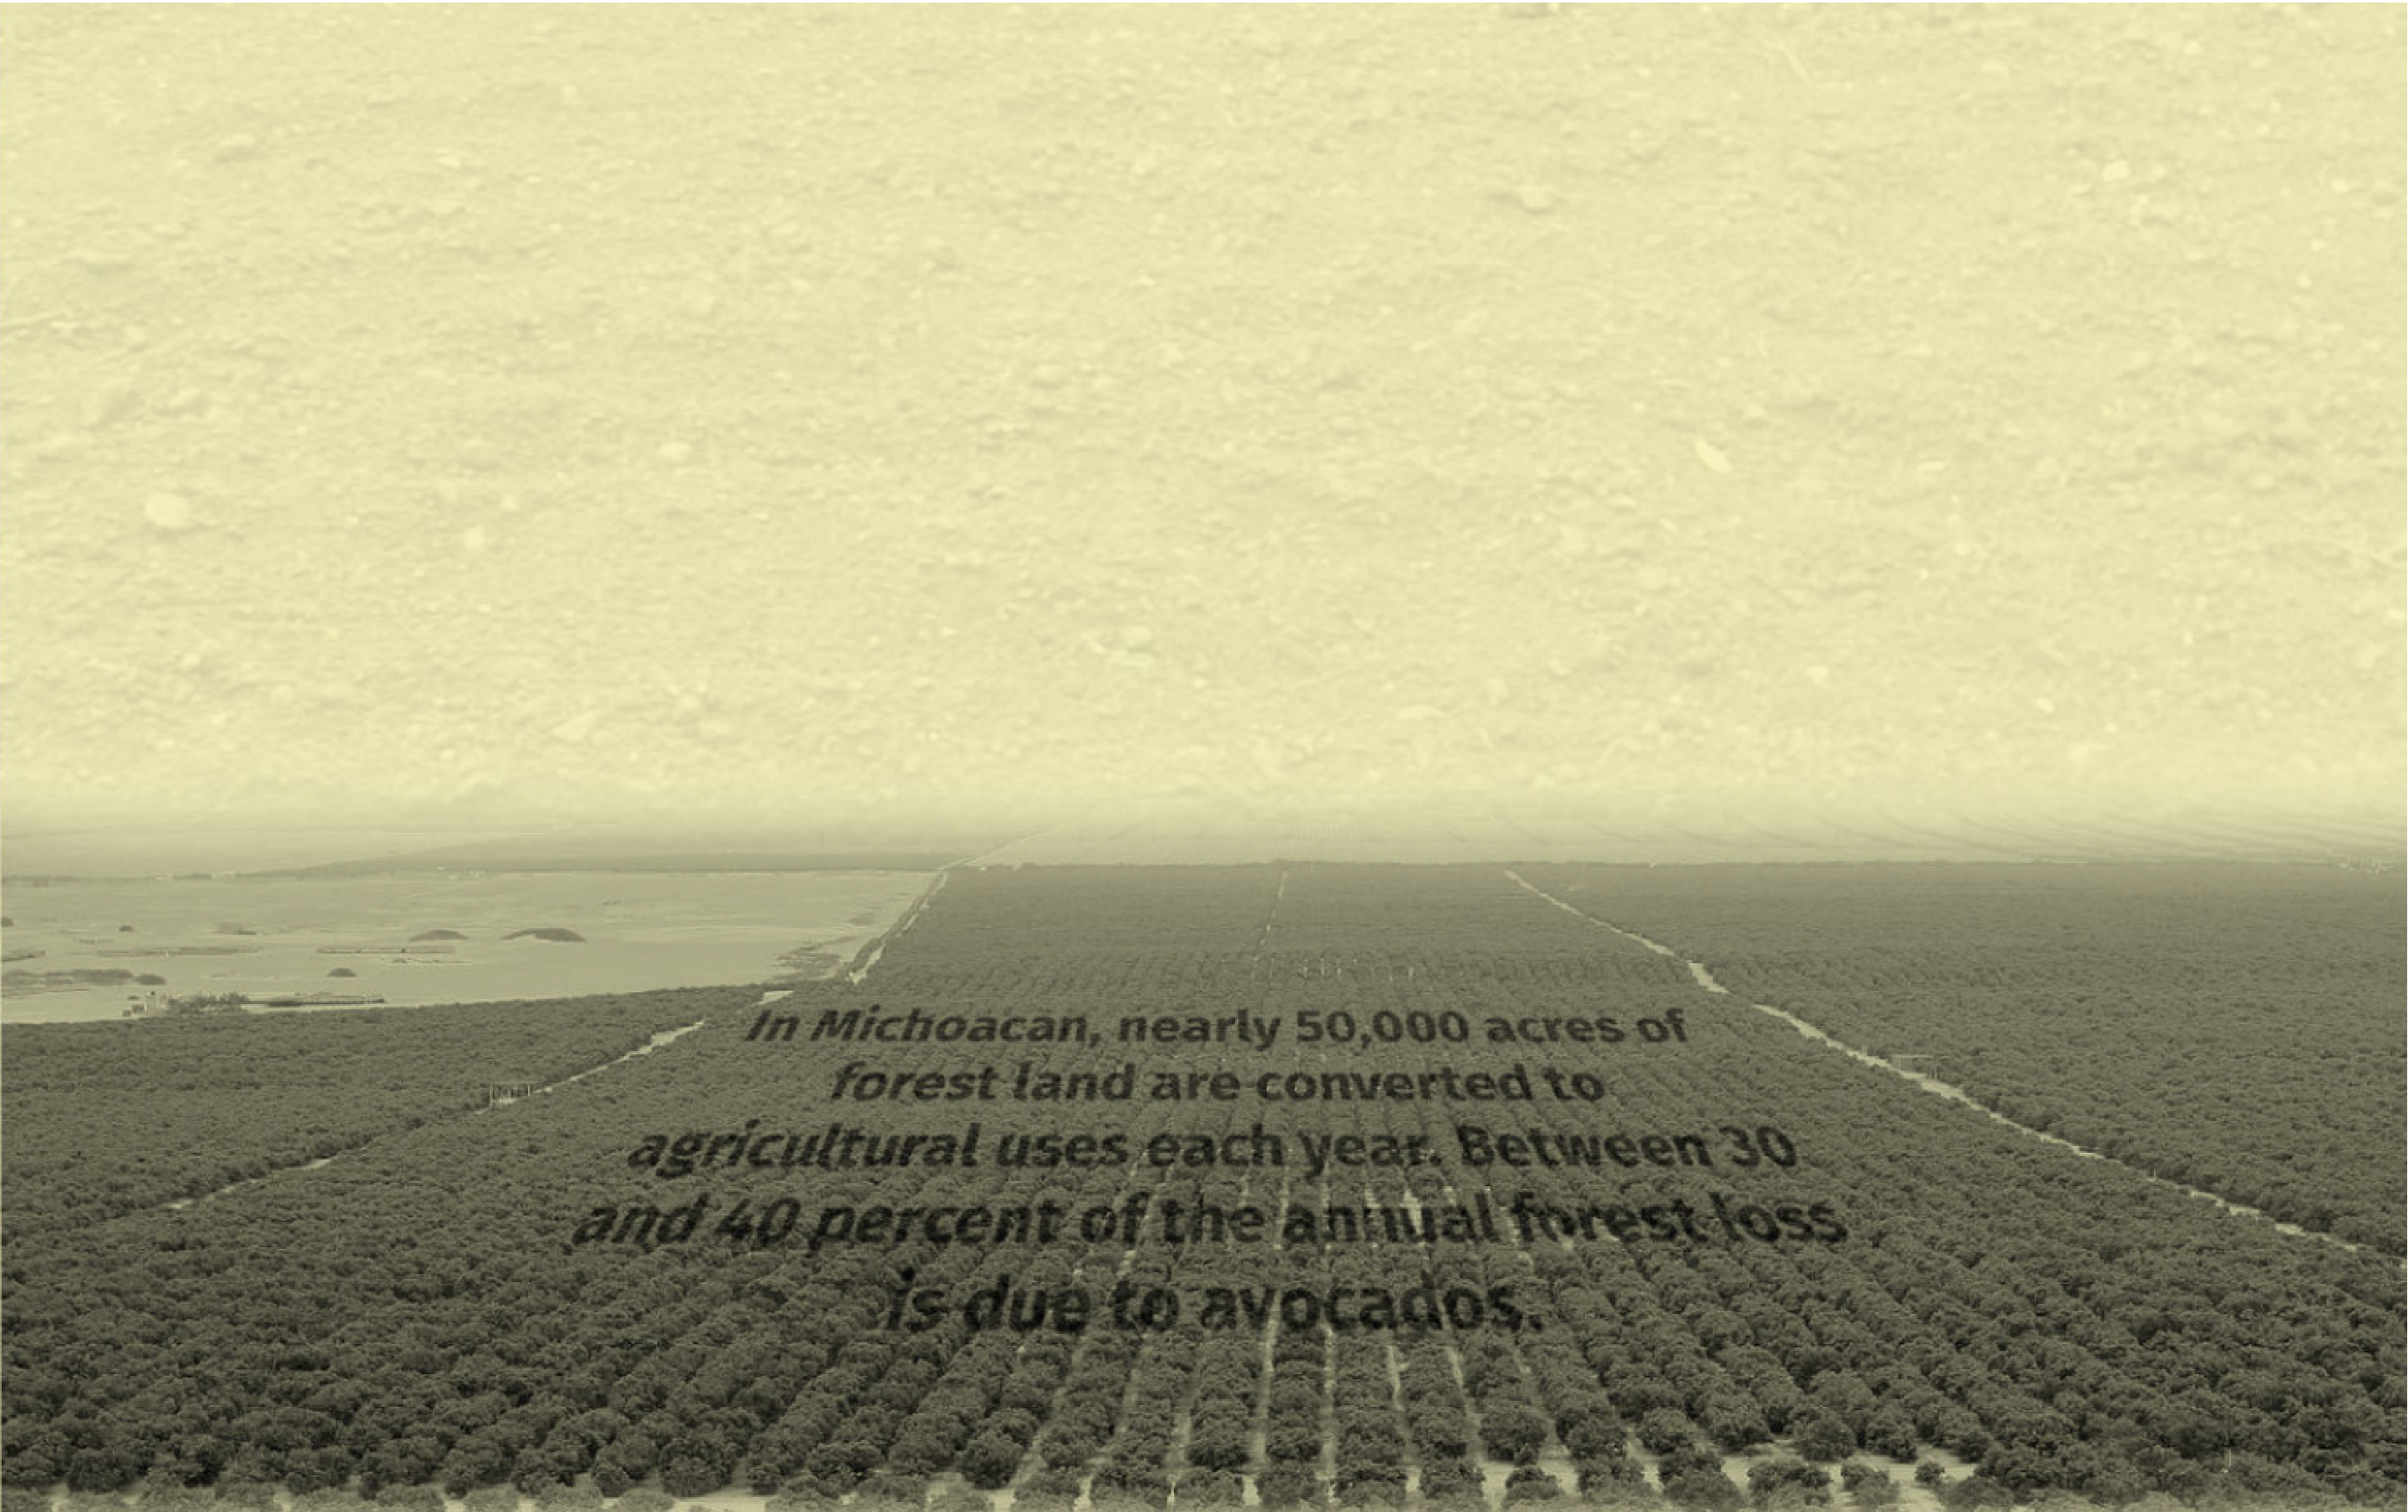 In Michoacan, nearly 50,000 acres of
forest land are converted to
agricultural uses each year. Between 30
and 40 percent of the annual forest loss
is due to avocados.